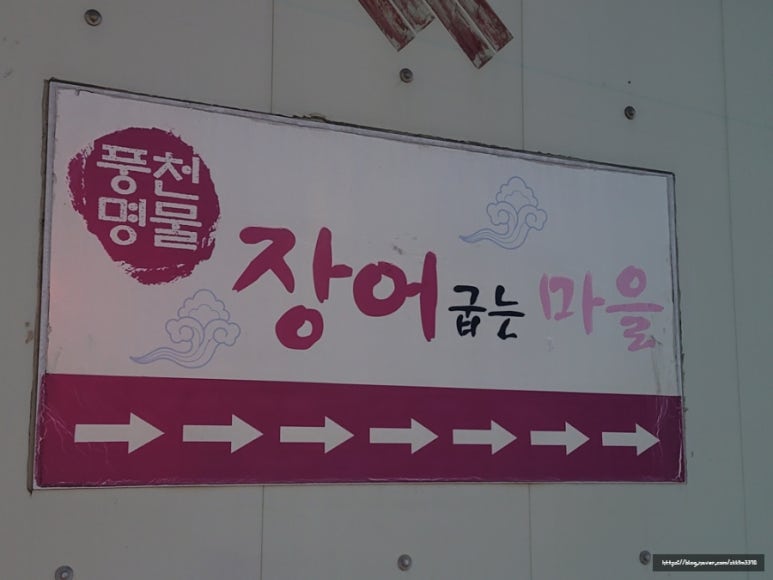 풍천
명물
장어 굽는 마을